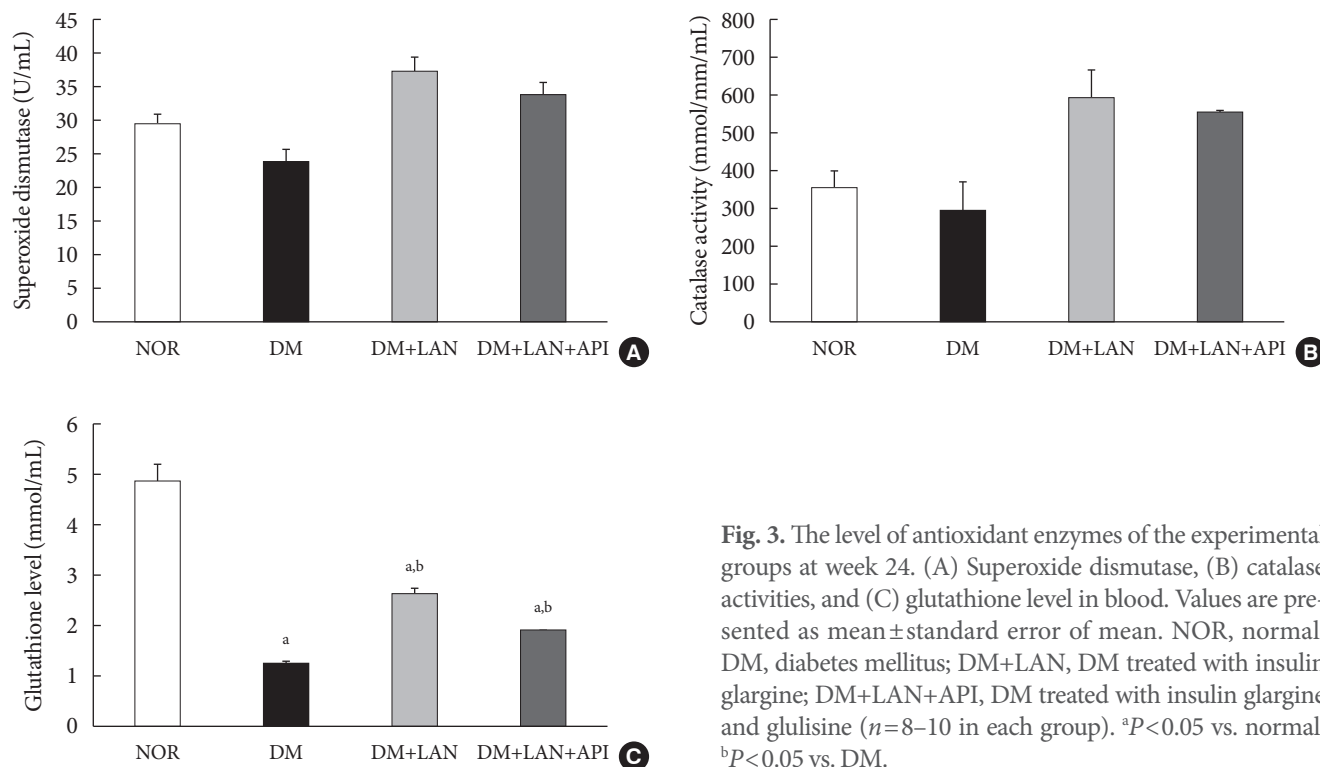 Superoxide dismutase (U/mL)
45
40
35
30
25
20
15
10
5
0
NOR DM DM+LAN DM+LAN+API
A
Catalase activity (mmol/mm/mL)
800
700
600
500
400
300
200
100
0
NOR DM DM+LAN DM+LAN+API
B
Glutathione level (mmol/mL)
6
5
4
3
2
1
0
a
a,b
a,b
NOR DM DM+LAN DM+LAN+API
C
Fig. 3. The level of antioxidant enzymes of the experimental
groups at week 24. (A) Superoxide dismutase, (B) catalase
activities, and (C) glutathione level in blood. Values are pre-
sented as mean±standard error of mean. NOR, normal
DM, diabetes mellitus; DM+LAN, DM treated with insulin
glargine; DM+LAN+API, DM treated with insulin glargine
and glulisine (n=8–10 in each group). aP<0.05 vs. normal
bP<0.05 vs. DM.